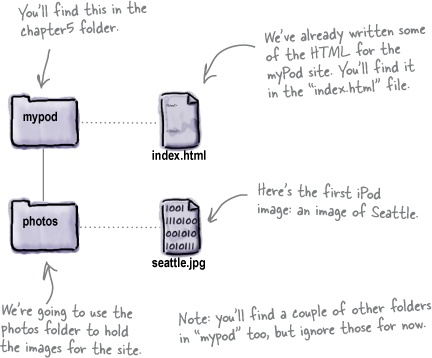 You'll find this in the
chapter5 folder.
We've already written some
of the HTML for the
myPod site. You'll find it
in the "index.html" file.
mypod
index.html
Here's the first iPod
image: an image of Seattle.
photos
1001
1110100
001010
1010111
seattle.jpg
We're going to use the
photos folder to hold
the images for the site.
Note: you'll find a couple of other folders
in "mypod" too, but ignore those for now.